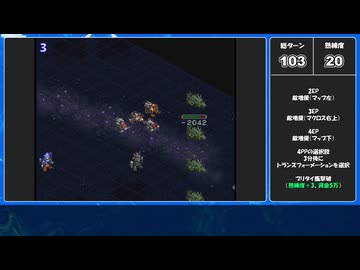 3
-2042
総ターン
103
熟練度
20
2EP
敵増援(マップ左)
3EP
敵増援(マクロス右上)
4EP
敵増援(マップ下)
4PPの選択肢
3分後に
トランスフォーメーションを選択
ブリタイ艦撃破
(熟練度+3、資金5万)